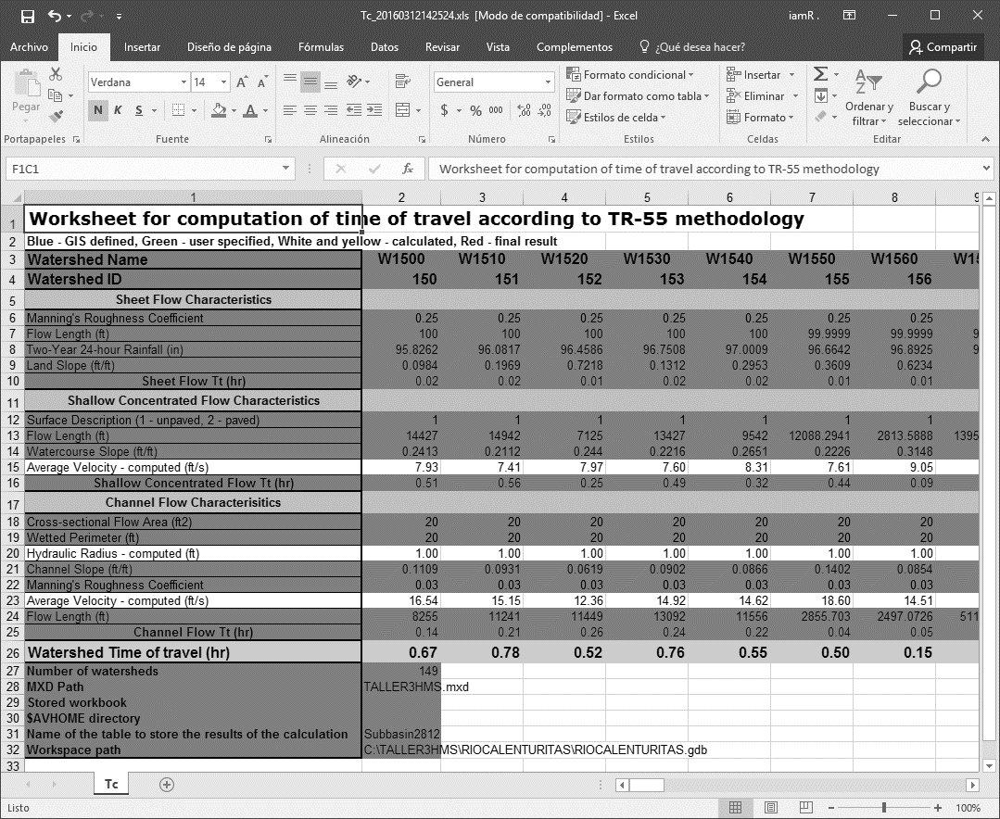 Tc_20160312142524.xls [Modo de compatibilidad] - Excel
iamR .
Archivo Inicio Insertar Diseño de página Fórmulas Datos Revisar Vista Complementos ¿Qué desea hacer? Compartir
Pegar
Verdana 14
N K S
General
$ % 000
Formato condicional
Dar formato como tabla
Estilos de celda
Insertar
Eliminar
Formato
Ordenar y filtrar
Buscar y seleccionar
Portapapeles Fuente Alineación Número Estilos Celdas Editar
F1C1 fx Worksheet for computation of time of travel according to TR-55 methodology
1 2 3 4 5 6 7 8 9
1 Worksheet for computation of time of travel according to TR-55 methodology
2 Blue - GIS defined, Green - user specified, White and yellow - calculated, Red - final result
3 Watershed Name W1500 W1510 W1520 W1530 W1540 W1550 W1560
4 Watershed ID 150 151 152 153 154 155 156
5 Sheet Flow Characteristics
6 Manning's Roughness Coefficient 0.25 0.25 0.25 0.25 0.25 0.25 0.25
7 Flow Length (ft) 100 100 100 100 100 99.9999 99.9999 9
8 Two-Year 24-hour Rainfall (in) 95.8262 96.0817 96.4586 96.7508 97.0009 96.6642 96.8925 9
9 Land Slope (ft/ft) 0.0984 0.1969 0.7218 0.1312 0.2953 0.3609 0.6234
10 Sheet Flow Tt (hr) 0.02 0.02 0.01 0.02 0.02 0.01 0.01
11 Shallow Concentrated Flow Characteristics
12 Surface Description (1 - unpaved, 2 - paved) 1 1 1 1 1 1 1
13 Flow Length (ft) 14427 14942 7125 13427 9542 12088.2941 2813.5888 1395
14 Watercourse Slope (ft/ft) 0.2413 0.2112 0.244 0.2216 0.2651 0.2226 0.3148
15 Average Velocity - computed (ft/s) 7.93 7.41 7.97 7.60 8.31 7.61 9.05
16 Shallow Concentrated Flow Tt (hr) 0.51 0.56 0.25 0.49 0.32 0.44 0.09
17 Channel Flow Characterisitics
18 Cross-sectional Flow Area (ft2) 20 20 20 20 20 20 20
19 Wetted Perimeter (ft) 20 20 20 20 20 20 20
20 Hydraulic Radius - computed (ft) 1.00 1.00 1.00 1.00 1.00 1.00 1.00
21 Channel Slope (ft/ft) 0.1109 0.0931 0.0619 0.0902 0.0866 0.1402 0.0854
22 Manning's Roughness Coefficient 0.03 0.03 0.03 0.03 0.03 0.03 0.03
23 Average Velocity - computed (ft/s) 16.54 15.15 12.36 14.92 14.62 18.60 14.51
24 Flow Length (ft) 8255 11241 11449 13092 11556 2855.703 2497.0726 511
25 Channel Flow Tt (hr) 0.14 0.21 0.26 0.24 0.22 0.04 0.05
26 Watershed Time of travel (hr) 0.67 0.78 0.52 0.76 0.55 0.50 0.15
27 Number of watersheds 149
28 MXD Path TALLER3HMS.mxd
29 Stored workbook
30 $AVHOME directory
31 Name of the table to store the results of the calculation Subbasin2812
32 Workspace path C:\TALLER3HMS\RIOCALENTURITAS\RIOCALENTURITAS.gdb
33
Tc
Listo 100%